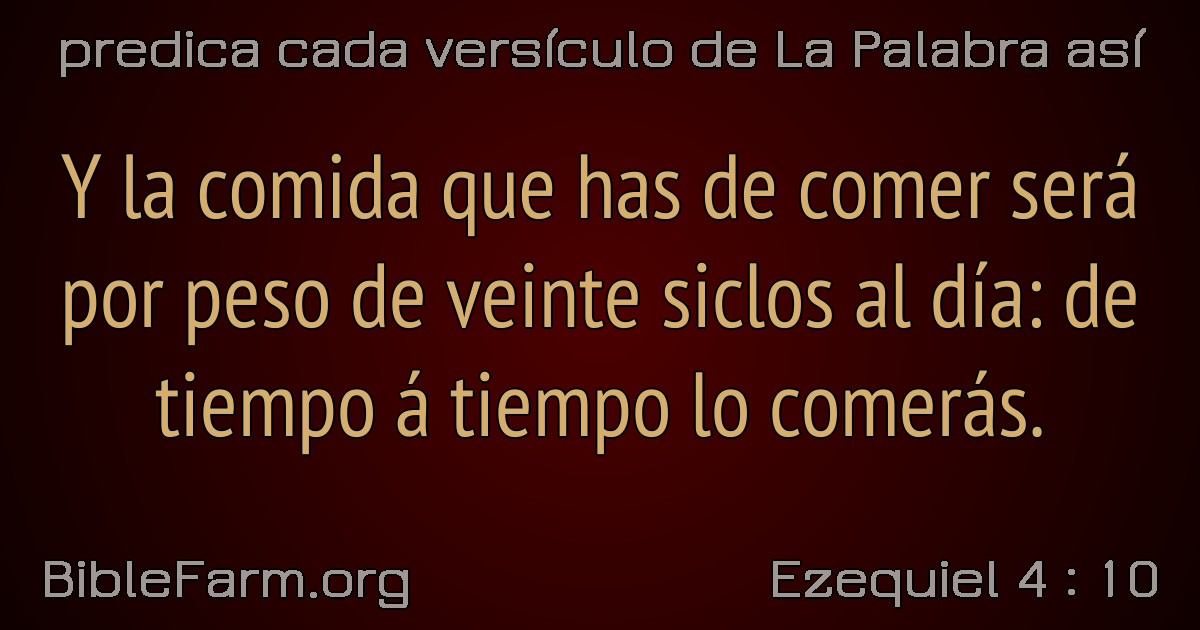 predica cada versículo de La Palabra así
Y la comida que has de comer será
por peso de veinte siclos al día: de
tiempo á tiempo lo comerás.
BibleFarm.org
Ezequiel 4 : 10